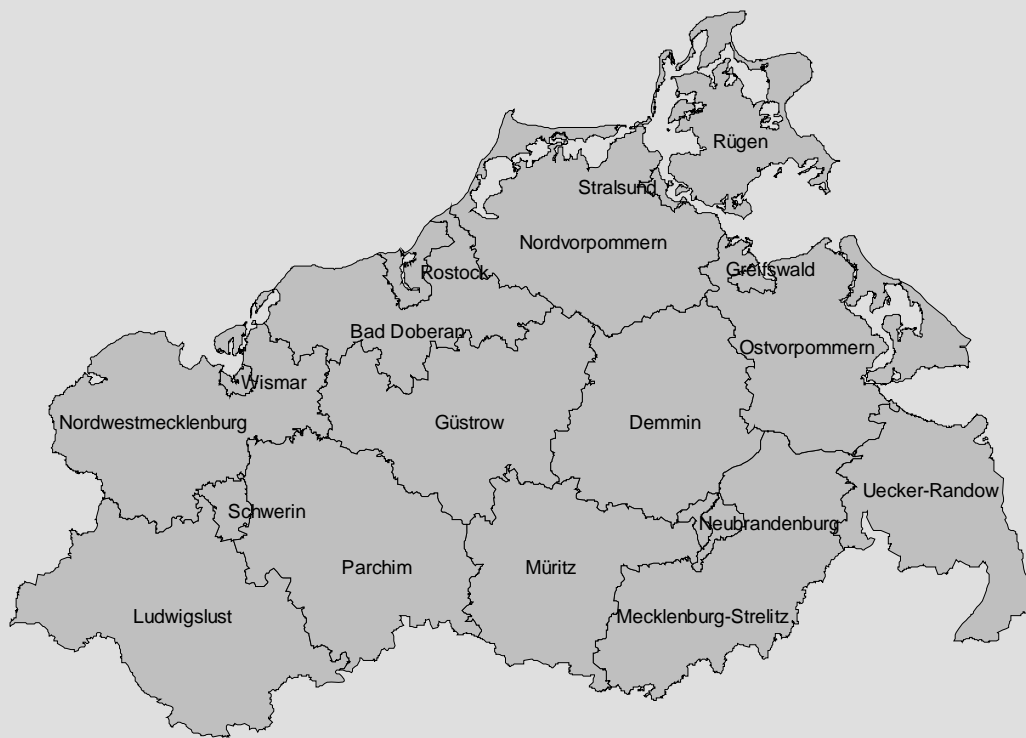 Rügen
Stralsund
Nordvorpommern
Rostock
Greifswald
Bad Doberan
Ostvorpommern
Wismar
Nordwestmecklenburg
Güstrow
Demmin
Uecker-Randow
Schwerin
Neubrandenburg
Parchim
Müritz
Ludwigslust
Mecklenburg-Strelitz